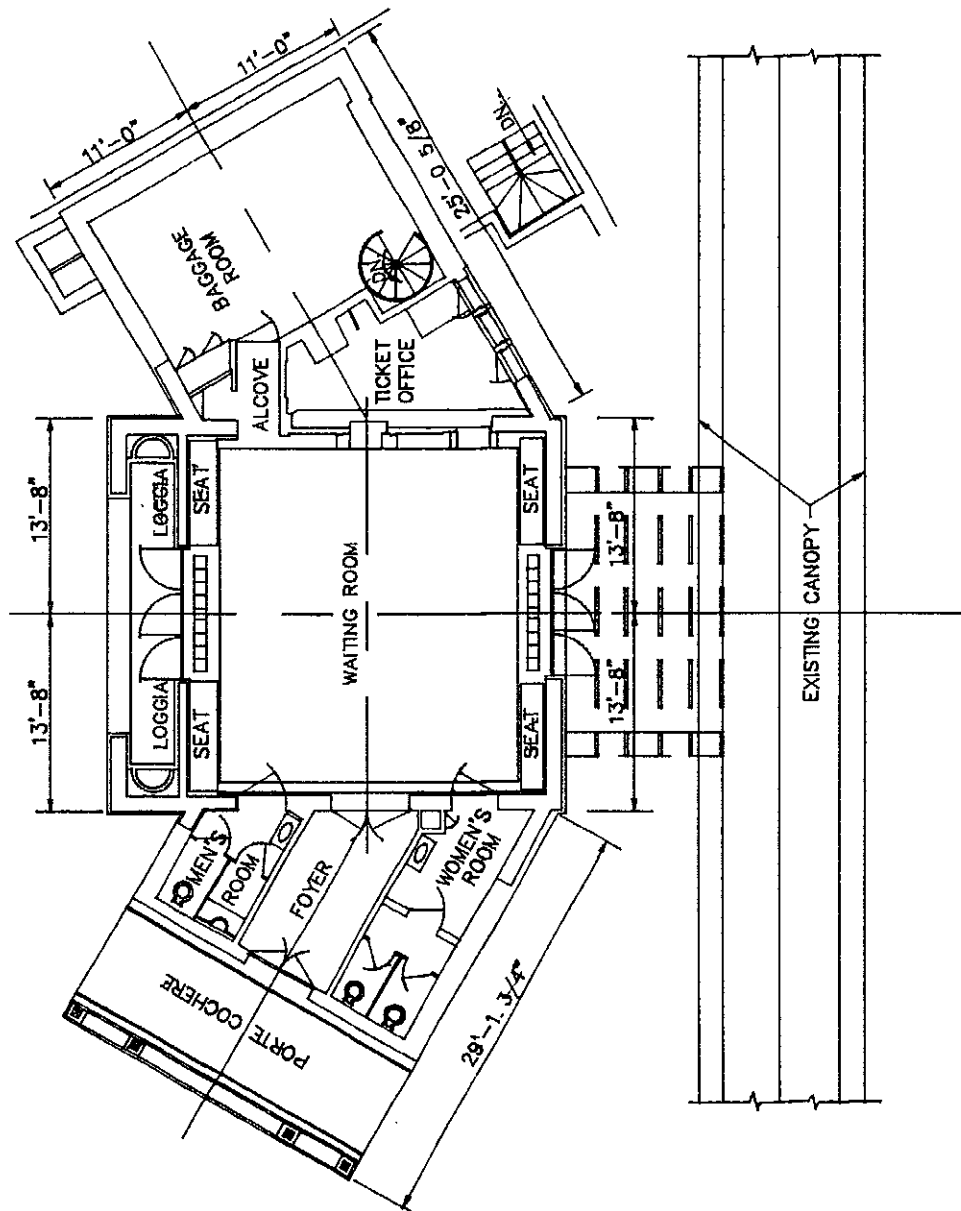 11'-0"
11'-0"
BAGGAGE
ROOM
DN.
25'-0 5/8"
DN.
ALCOVE
TICKET
OFFICE
13'-8"
13'-8"
LOGGIA
LOGGIA
SEAT
SEAT
SEAT
SEAT
WAITING ROOM
13'-8"
13'-8"
EXISTING CANOPY
MEN'S
ROOM
FOYER
WOMEN'S
ROOM
PORTE COCHERE
29'-1. 3/4"